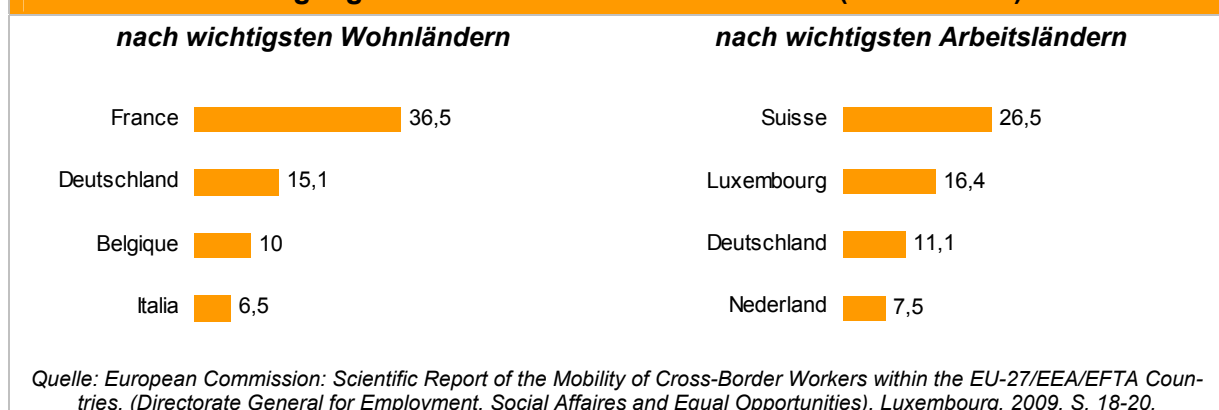 nach wichtigsten Wohnländern
France 36,5
Deutschland 15,1
Belgique 10
Italia 6,5
nach wichtigsten Arbeitsländern
Suisse 26,5
Luxembourg 16,4
Deutschland 11,1
Nederland 7,5
Quelle: European Commission: Scientific Report of the Mobility of Cross-Border Workers within the EU-27/EEA/EFTA Coun-
tries. (Directorate General for Employment, Social Affaires and Equal Opportunities). Luxembourg, 2009, S. 18-20.